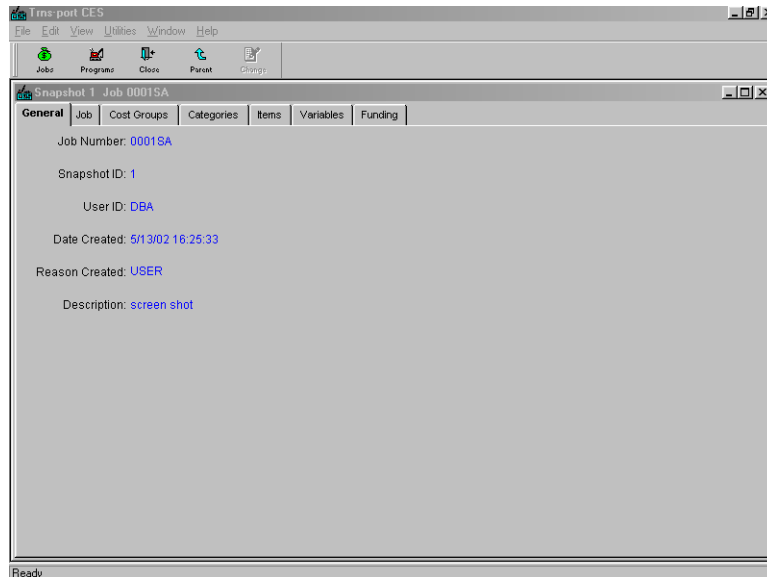 Trns·port CES
File Edit View Utilities Window Help
Jobs Programs Close Parent Change
Snapshot 1 Job 0001SA
General Job Cost Groups Categories Items Variables Funding
Job Number: 0001SA
Snapshot ID: 1
User ID: DBA
Date Created: 5/13/02 16:25:33
Reason Created: USER
Description: screen shot
Ready